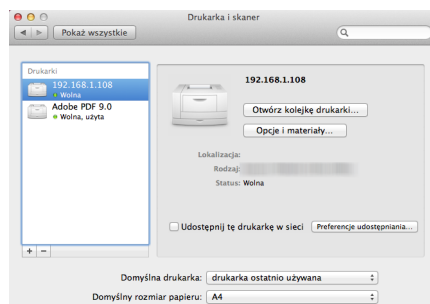 Drukarka i skaner
Pokaż wszystkie
Drukarki
192.168.1.108
Wolna
Adobe PDF 9.0
Wolna, użyta
192.168.1.108
Otwórz kolejkę drukarki...
Opcje i materiały...
Lokalizacja:
Rodzaj:
Status: Wolna
Udostępnij tę drukarkę w sieci
Preferencje udostępniania...
+ −
Domyślna drukarka: drukarka ostatnio używana
Domyślny rozmiar papieru: A4